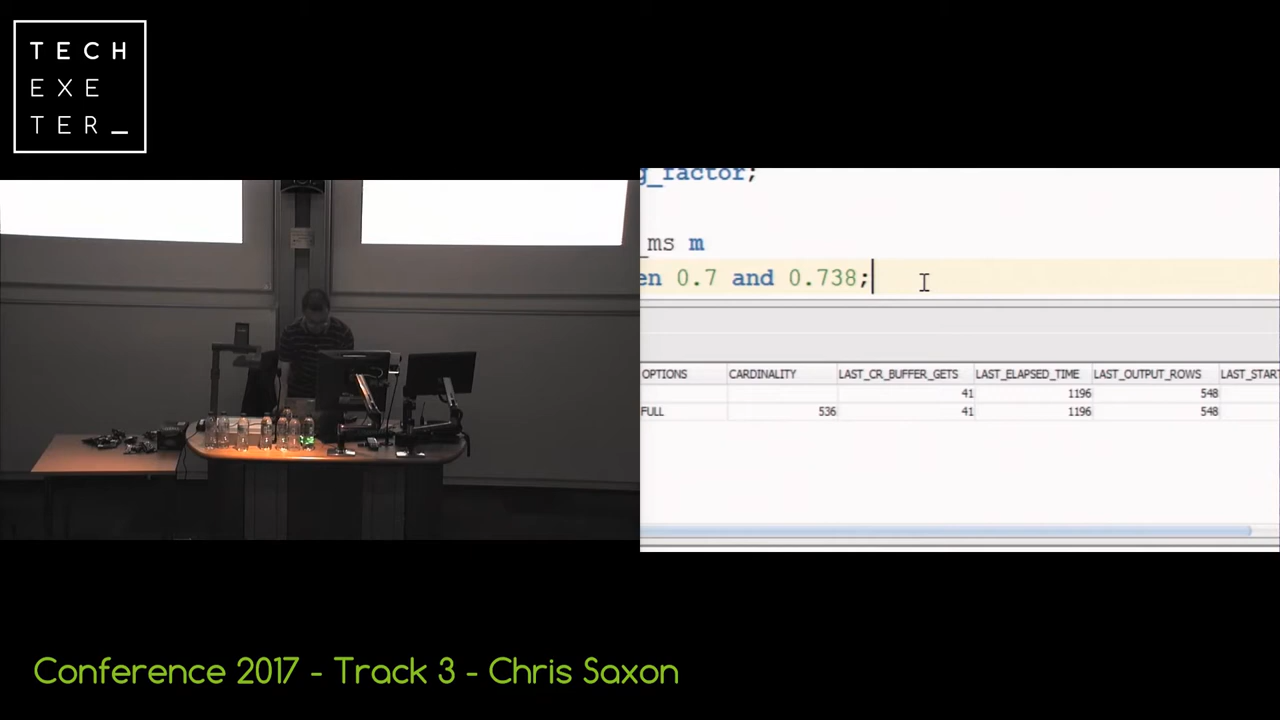 TECH
EXE
TER_
g_factor;
_ms m
en 0.7 and 0.738;
OPTIONS CARDINALITY LAST_CR_BUFFER_GETS LAST_ELAPSED_TIME LAST_OUTPUT_ROWS LAST_START
41 1196 548
FULL 536 41 1196 548
Conference 2017 - Track 3 - Chris Saxon